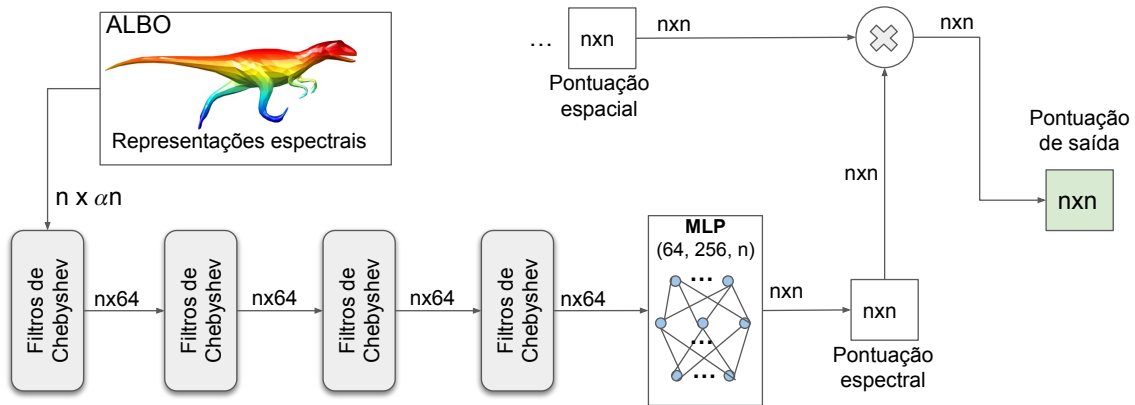 ALBO
Representações espectrais
n x αn
Filtros de
Chebyshev
nx64
Filtros de
Chebyshev
nx64
Filtros de
Chebyshev
nx64
Filtros de
Chebyshev
nx64
MLP
(64, 256, n)
...
...
...
nxn
nxn
Pontuação
espectral
nxn
...
nxn
Pontuação
espacial
nxn
nxn
Pontuação
de saída
nxn